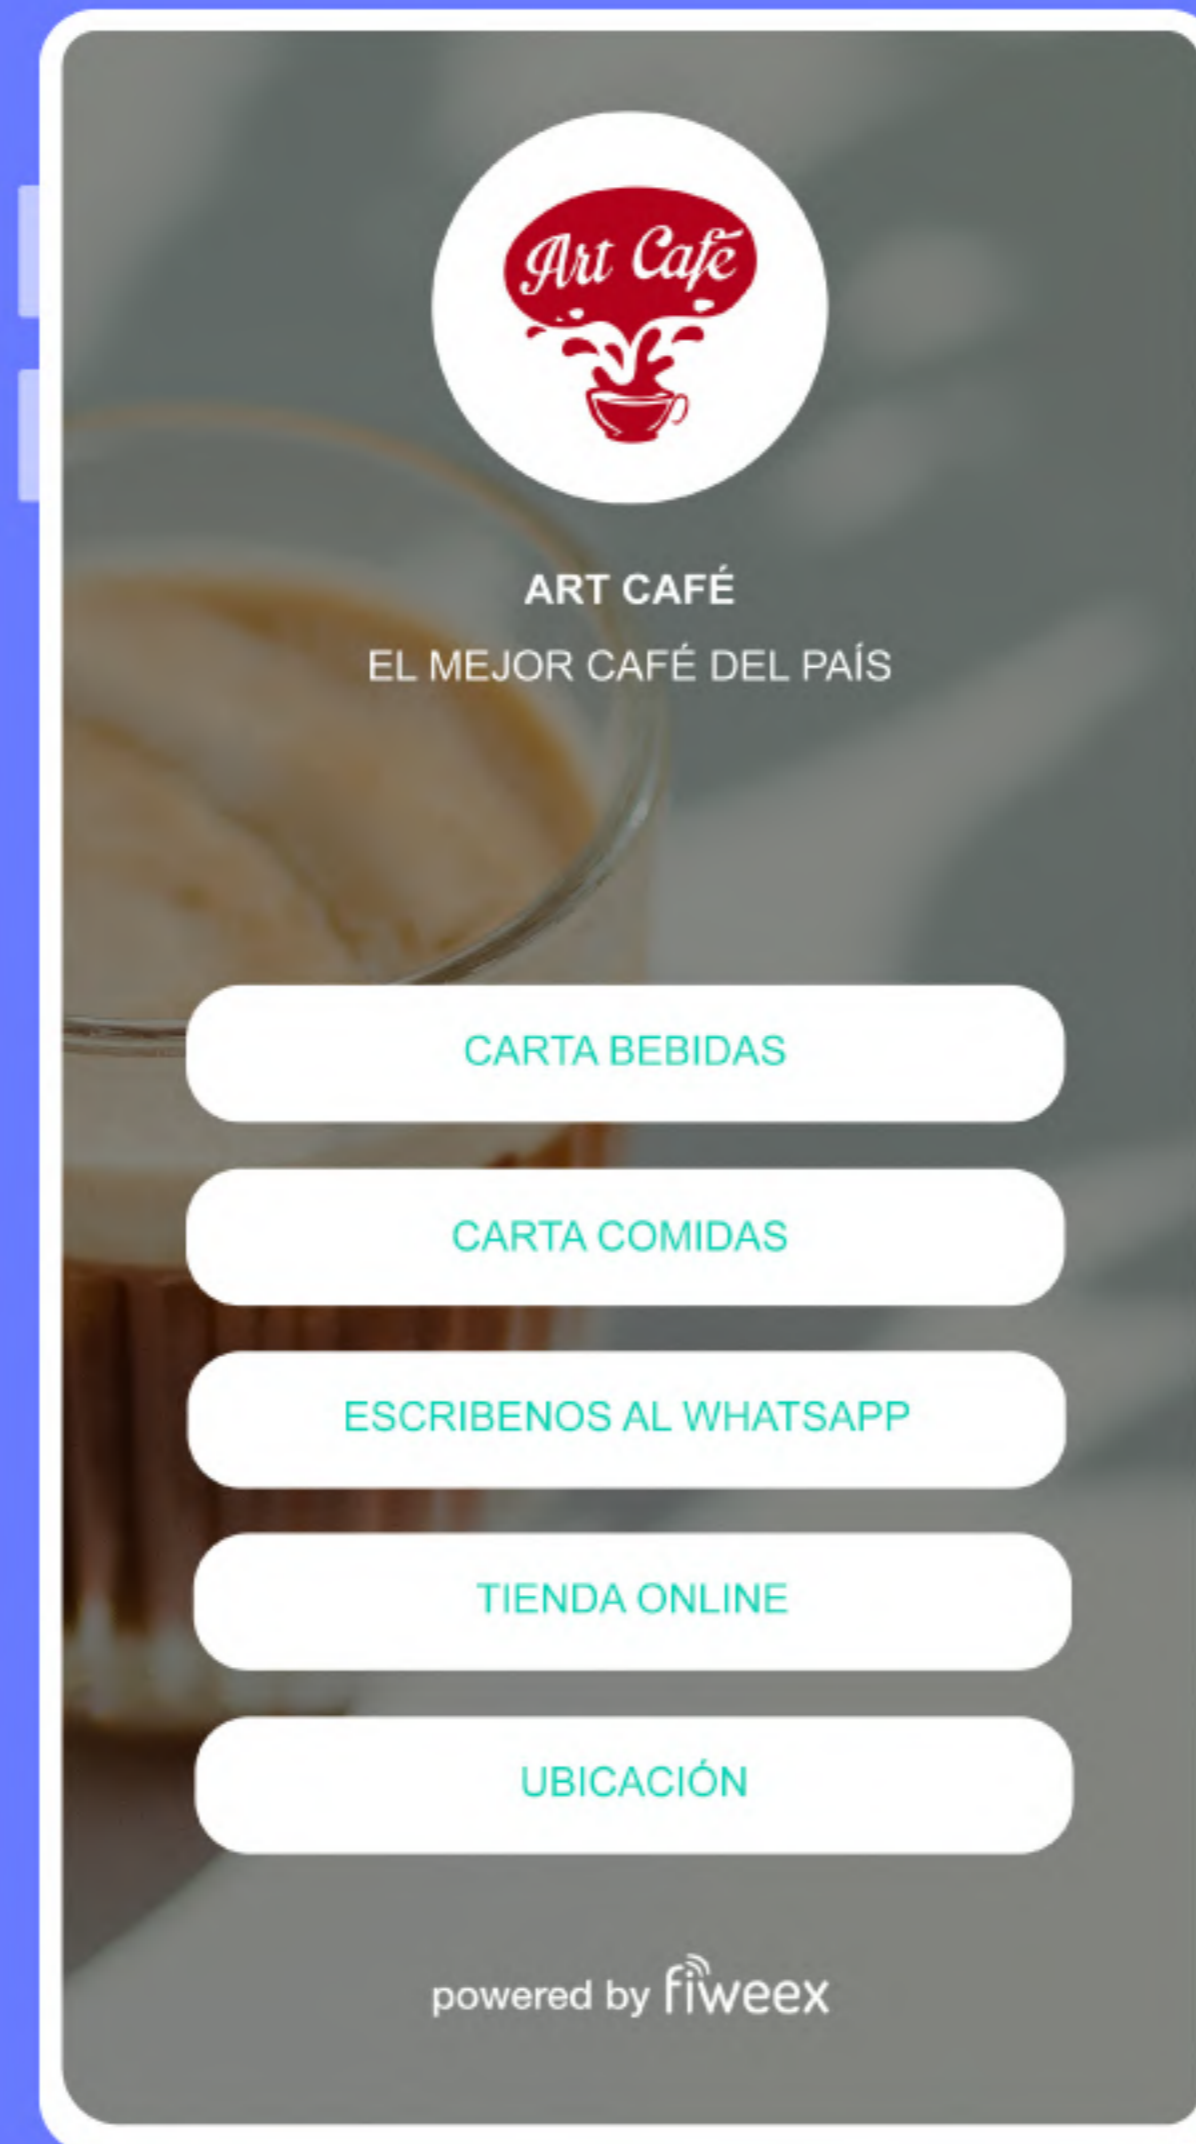 Art Café
ART CAFÉ
EL MEJOR CAFÉ DEL PAÍS
CARTA BEBIDAS
CARTA COMIDAS
ESCRIBENOS AL WHATSAPP
TIENDA ONLINE
UBICACIÓN
powered by fiweex